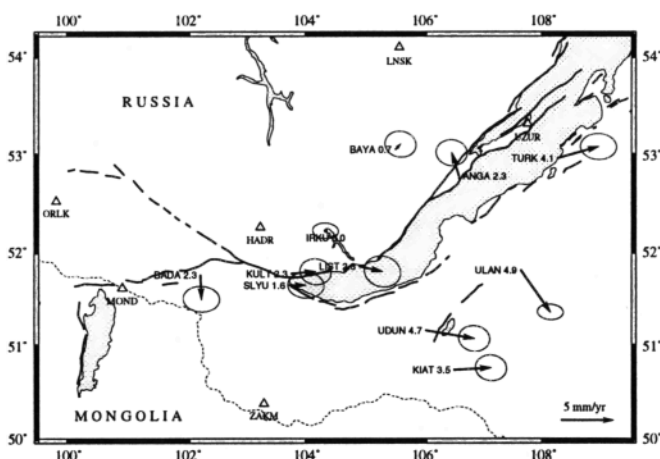 100° 102° 104° 106° 108°
54° 54°
LNSK
RUSSIA
UZUR
BAYA 0.7
53° TURK 4.1 53°
ANGA 2.3
ORLK
HADR
IRKU 0.0
52° 52°
BADA 2.3 KULT 2.3 LIST 3.6
ULAN 4.9
SLYU 1.6
MOND
UDUN 4.7
51° 51°
KIAT 3.5
ZAKM
MONGOLIA 5 mm/yr
50° 50°
100° 102° 104° 106° 108°